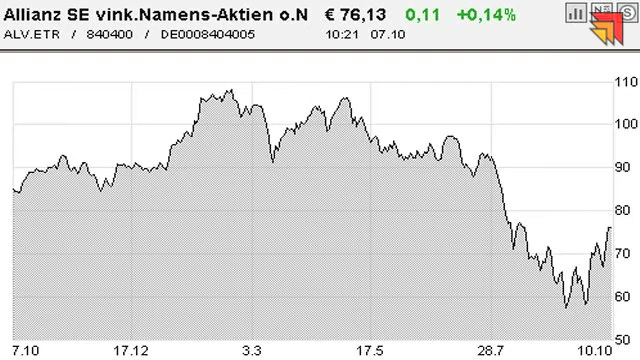 Allianz SE vink.Namens-Aktien o.N € 76,13 0,11 +0,14%
ALV.ETR / 840400 / DE0008404005 10:21 07.10
110
100
90
80
70
60
50
7.10 17.12 3.3 17.5 28.7 10.10